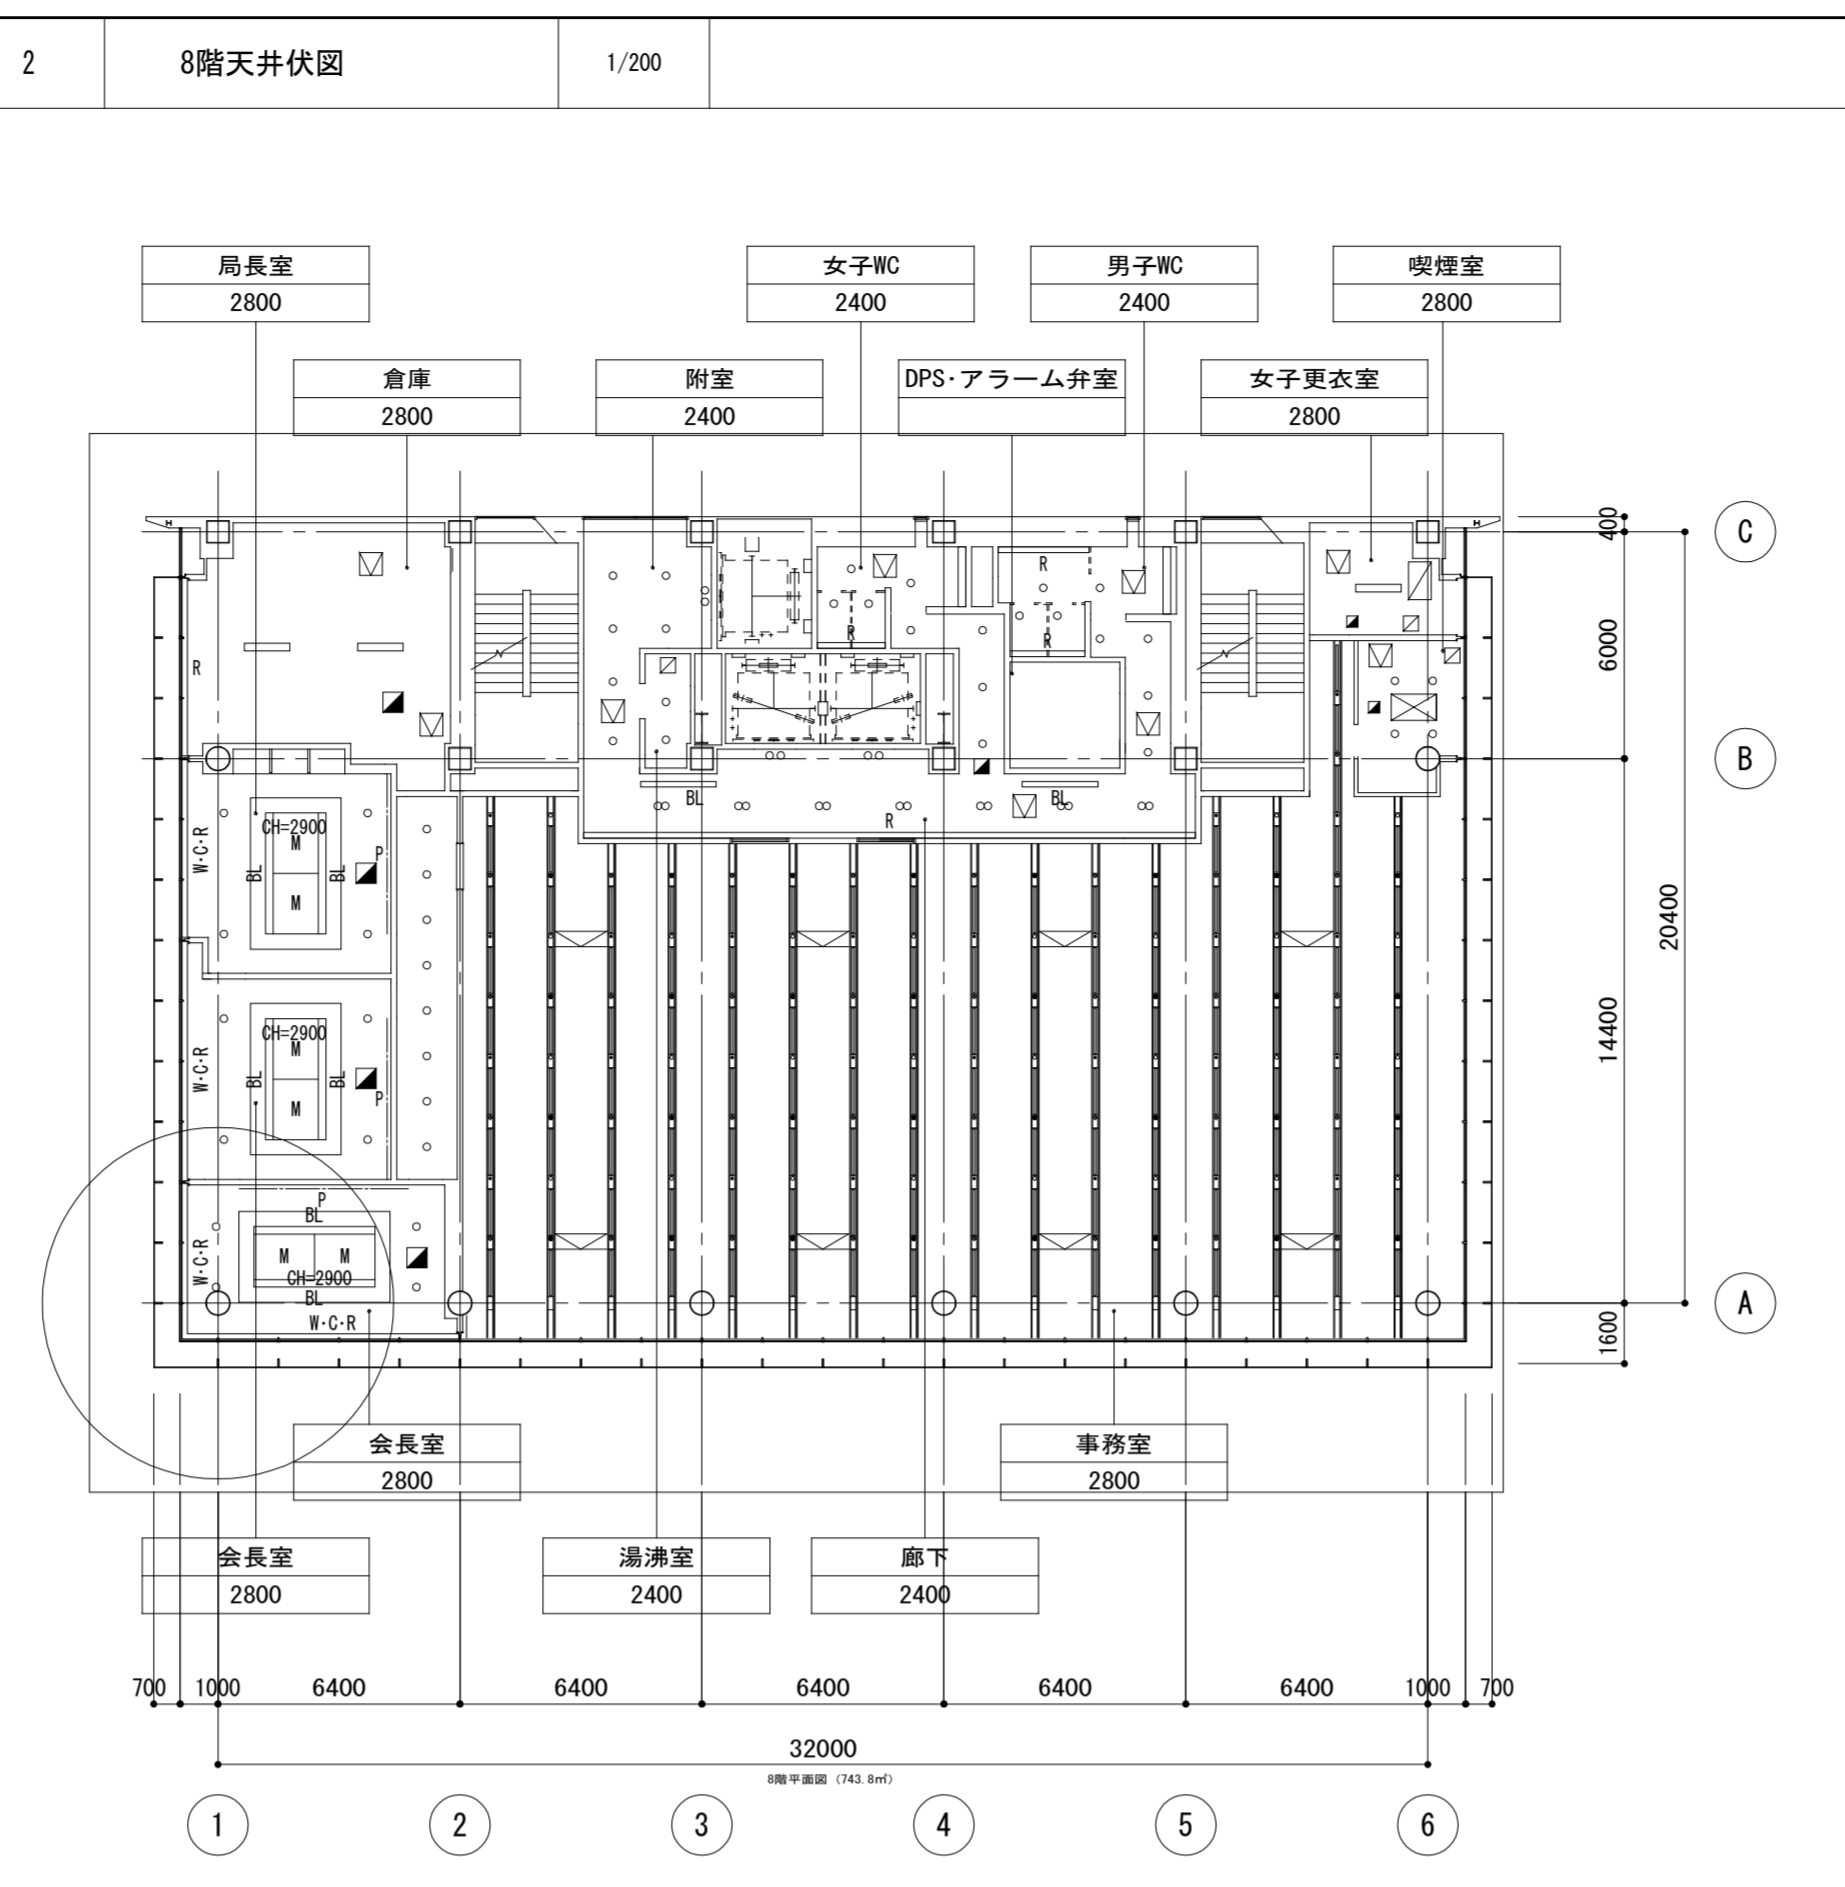 2
8階天井伏図
1/200
局長室
2800
女子WC
2400
男子WC
2400
喫煙室
2800
倉庫
2800
附室
2400
DPS・アラーム弁室
女子更衣室
2800
400
C
6000
R
R
R
R
B
BL
BL
R
CH=2900
M
P
W・C・R
BL
BL
M
20400
14400
CH=2900
M
W・C・R
BL
BL
M
P
P
BL
W・C・R
M
M
CH=2900
BL
W・C・R
A
1600
会長室
2800
事務室
2800
会長室
2800
湯沸室
2400
廊下
2400
700
1000
6400
6400
6400
6400
6400
1000
700
32000
8階平面図 (743.8㎡)
1
2
3
4
5
6